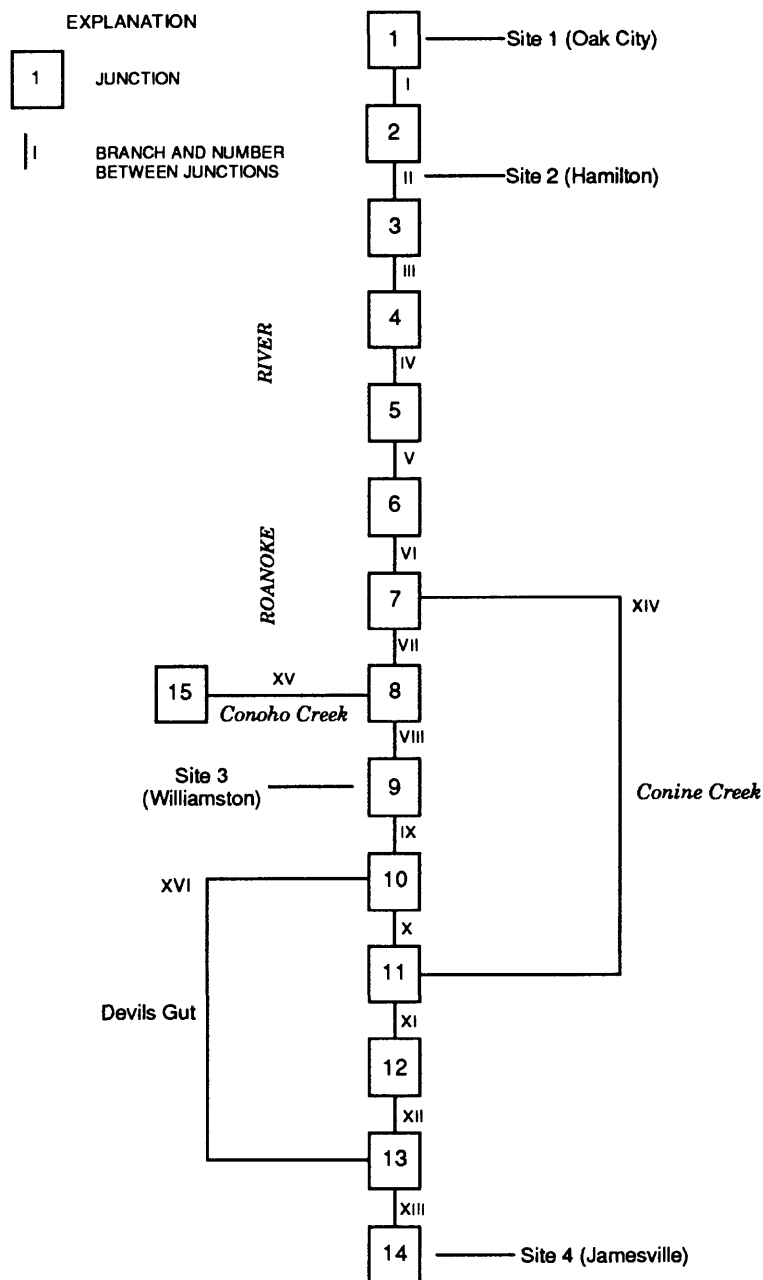 EXPLANATION
1
JUNCTION
I
BRANCH AND NUMBER
BETWEEN JUNCTIONS
1
Site 1 (Oak City)
I
2
II
Site 2 (Hamilton)
3
III
4
RIVER
IV
5
V
6
VI
ROANOKE
7
XIV
VII
15
XV
8
Conoho Creek
VIII
Site 3
(Williamston)
9
Conine Creek
IX
XVI
10
X
11
Devils Gut
XI
12
XII
13
XIII
14
Site 4 (Jamesville)